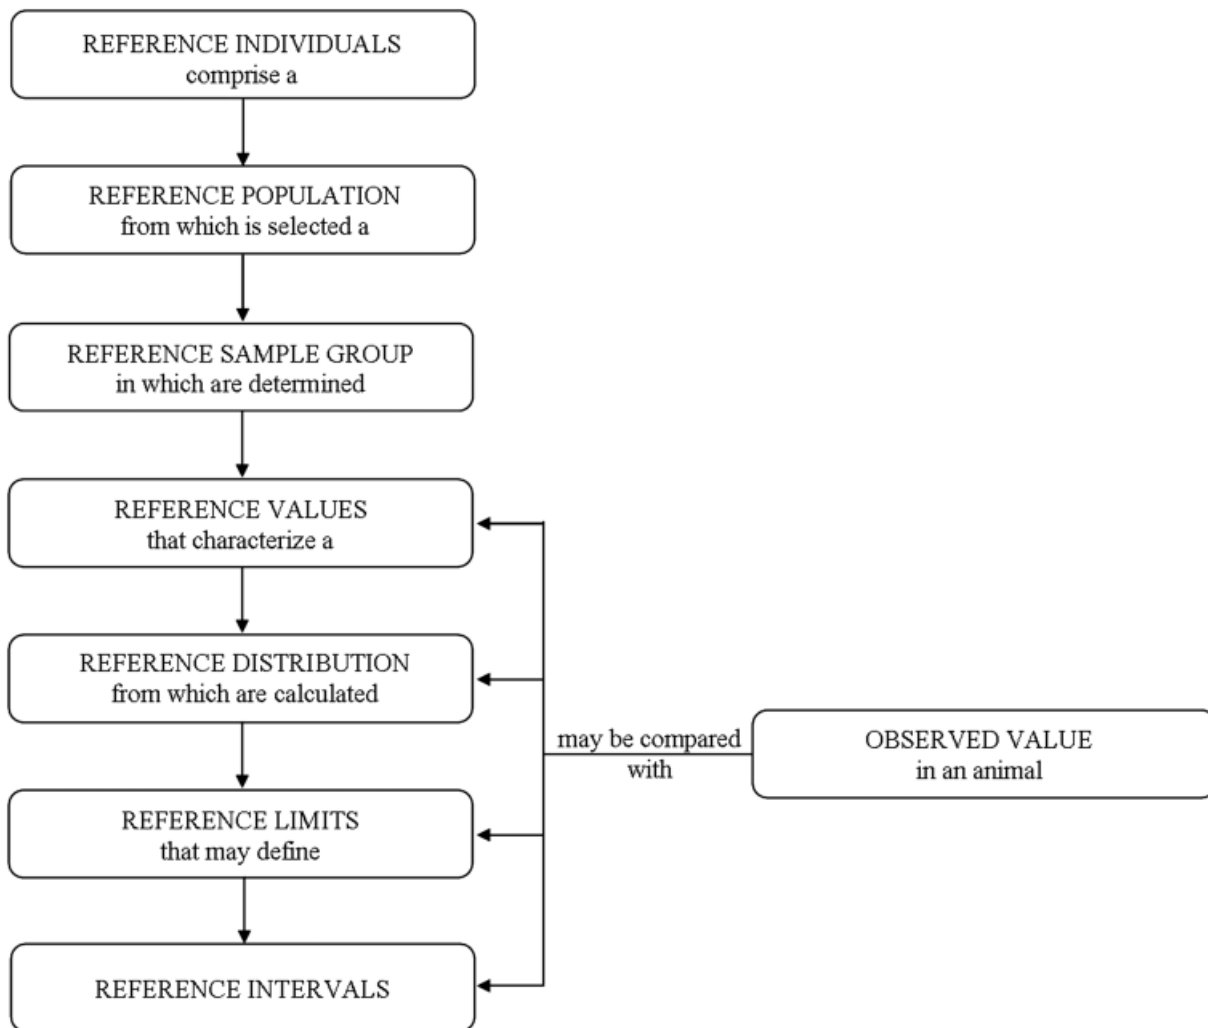 REFERENCE INDIVIDUALS
comprise a
REFERENCE POPULATION
from which is selected a
REFERENCE SAMPLE GROUP
in which are determined
REFERENCE VALUES
that characterize a
REFERENCE DISTRIBUTION
from which are calculated
REFERENCE LIMITS
that may define
REFERENCE INTERVALS
may be compared
with
OBSERVED VALUE
in an animal